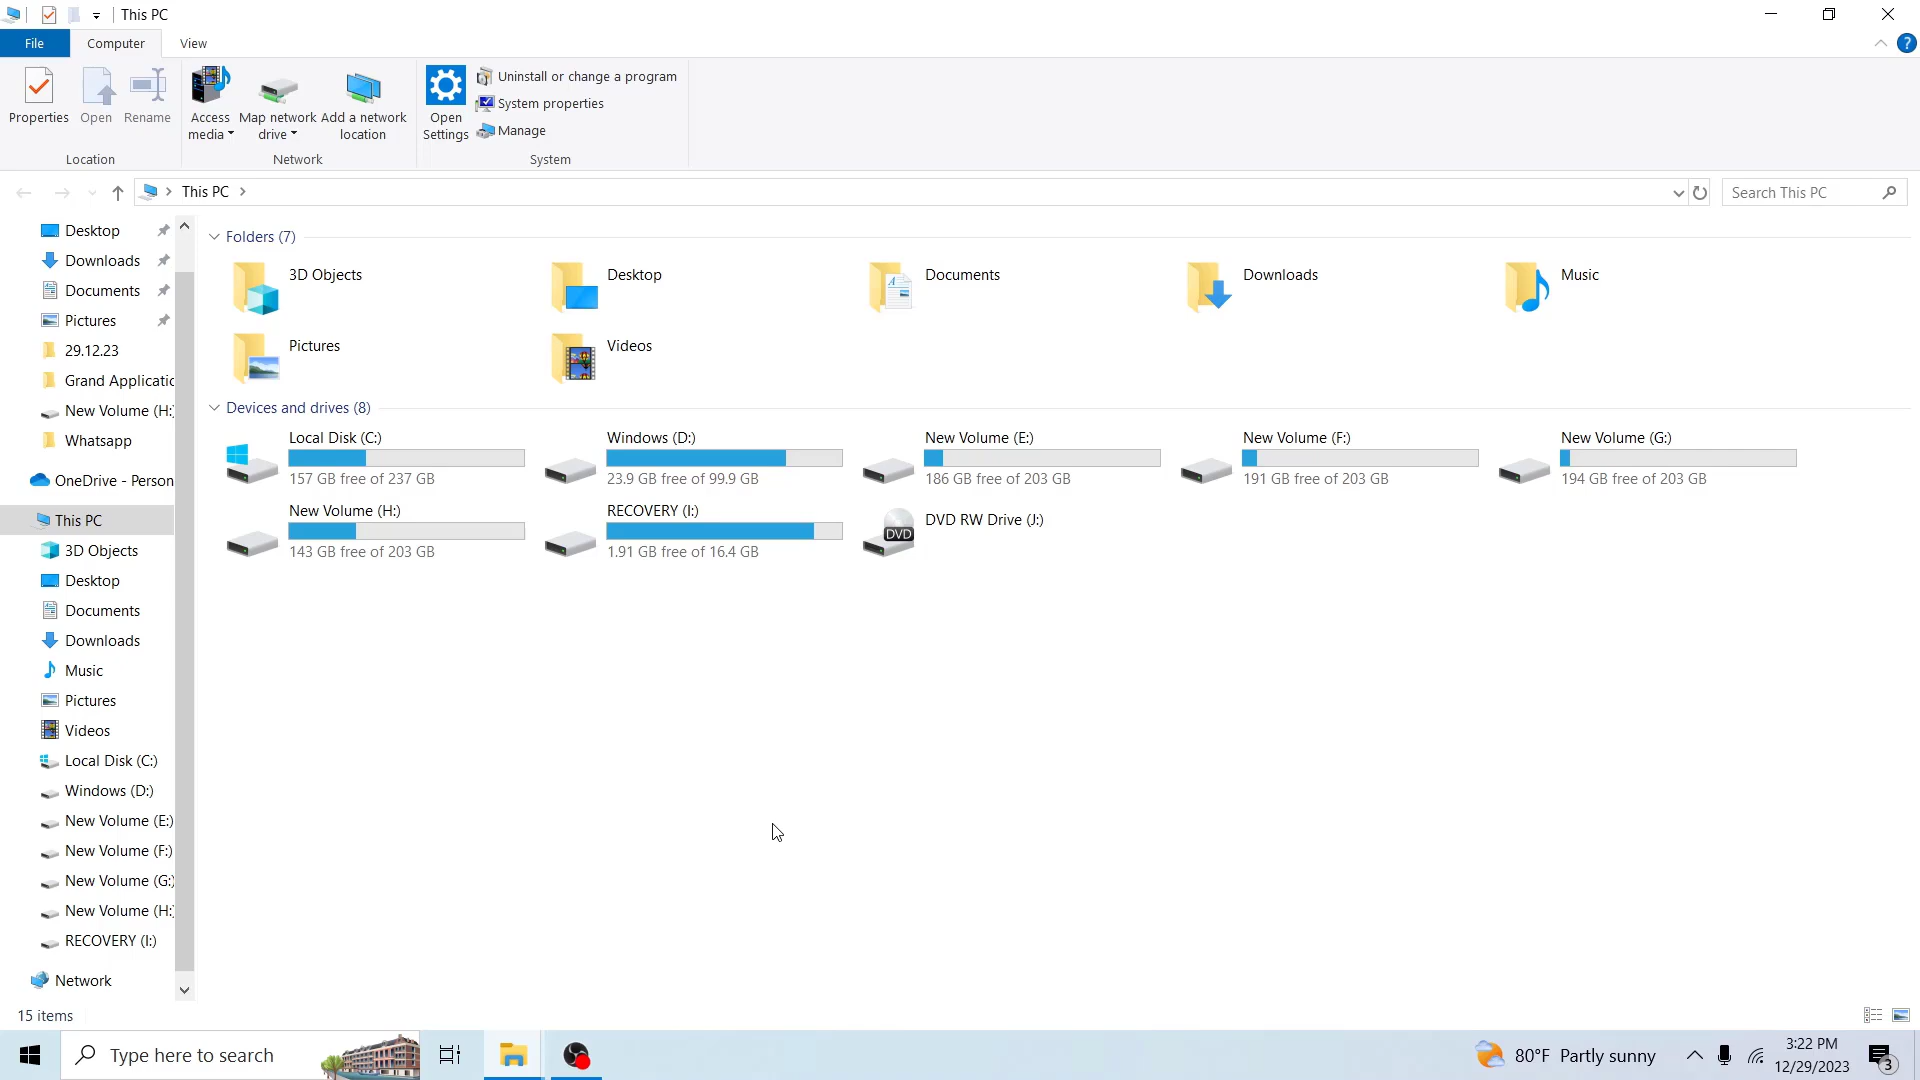 This PC
File
Computer
View
Properties
Open
Rename
Access
media
Map network
drive
Add a network
location
Open
Settings
Uninstall or change a program
System properties
Manage
Location
Network
System
This PC
Search This PC
Desktop
Downloads
Documents
Pictures
29.12.23
Grand Applicatic
New Volume (H:)
Whatsapp
OneDrive - Person
This PC
3D Objects
Desktop
Documents
Downloads
Music
Pictures
Videos
Local Disk (C:)
Windows (D:)
New Volume (E:)
New Volume (F:)
New Volume (G:)
New Volume (H:)
RECOVERY (I:)
Network
Folders (7)
3D Objects
Desktop
Documents
Downloads
Music
Pictures
Videos
Devices and drives (8)
Local Disk (C:)
157 GB free of 237 GB
Windows (D:)
23.9 GB free of 99.9 GB
New Volume (E:)
186 GB free of 203 GB
New Volume (F:)
191 GB free of 203 GB
New Volume (G:)
194 GB free of 203 GB
New Volume (H:)
143 GB free of 203 GB
RECOVERY (I:)
1.91 GB free of 16.4 GB
DVD
DVD RW Drive (J:)
15 items
Type here to search
80°F Partly sunny
3:22 PM
12/29/2023
3